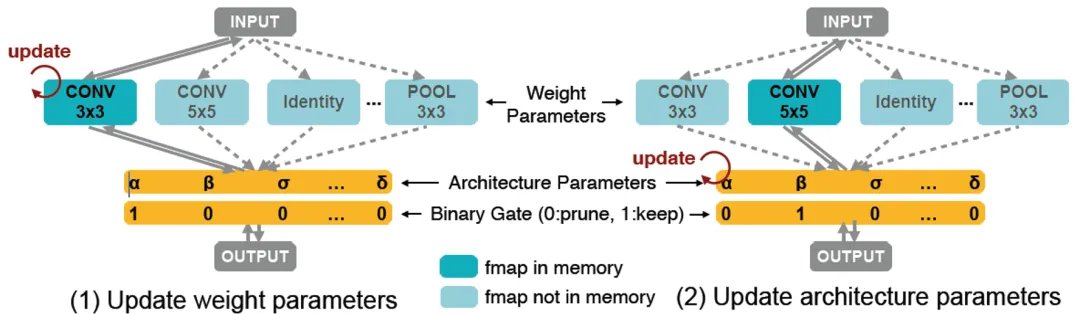 INPUT
update
CONV
3x3
CONV
5x5
Identity
...
POOL
3x3
Weight
Parameters
INPUT
CONV
3x3
CONV
5x5
Identity
...
POOL
3x3
α β σ ... δ
Architecture Parameters
update
α β σ ... δ
1 0 0 ... 0
Binary Gate (0:prune, 1:keep)
0 1 0 ... 0
OUTPUT
OUTPUT
fmap in memory
fmap not in memory
(1) Update weight parameters
(2) Update architecture parameters